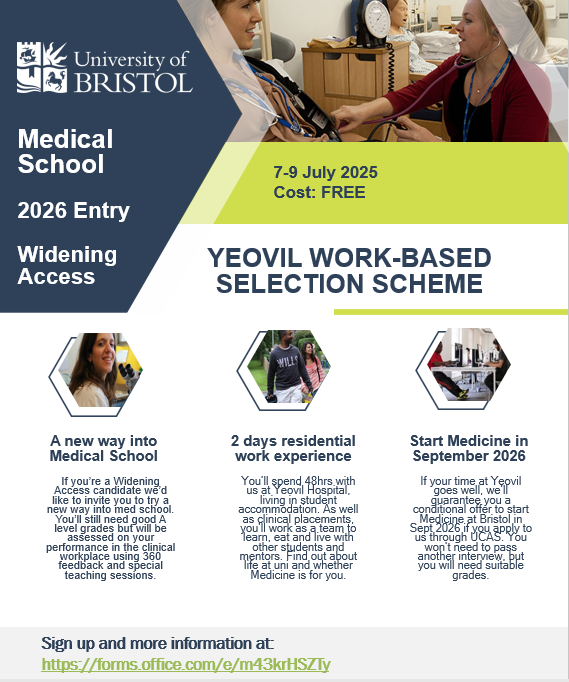 University of
BRISTOL
Medical
School
2026 Entry
Widening
Access
7-9 July 2025
Cost: FREE
YEOVIL WORK-BASED
SELECTION SCHEME
A new way into
Medical School
If you're a Widening
Access candidate we'd
like to invite you to try a
new way into med school.
You'll still need good A
level grades but will be
assessed on your
performance in the clinical
workplace using 360
feedback and special
teaching sessions.
2 days residential
work experience
You'll spend 48hrs with
us at Yeovil Hospital,
living in student
accommodation. As well
as clinical placements,
you'll work as a team to
learn, eat and live with
other students and
mentors. Find out about
life at uni and whether
Medicine is for you.
Start Medicine in
September 2026
If your time at Yeovil
goes well, we'll
guarantee you a
conditional offer to start
Medicine at Bristol in
Sept 2026 if you apply to
us through UCAS. You
won't need to pass
another interview, but
you will need suitable
grades.
WILLS
Sign up and more information at:
https://forms.office.com/e/m43krHSZTy